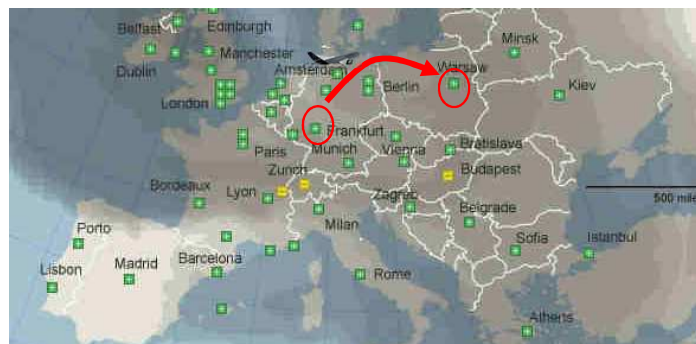 Belfast
Edinburgh
Dublin
Manchester
Minsk
Amsterdam
Warsaw
London
Berlin
Kiev
Frankfurt
Paris
Munich
Vienna
Bratislava
Zurich
Budapest
Bordeaux
Lyon
Zagreb
500 mile
Milan
Belgrade
Porto
Sofia
Istanbul
Lisbon
Madrid
Barcelona
Rome
Athens